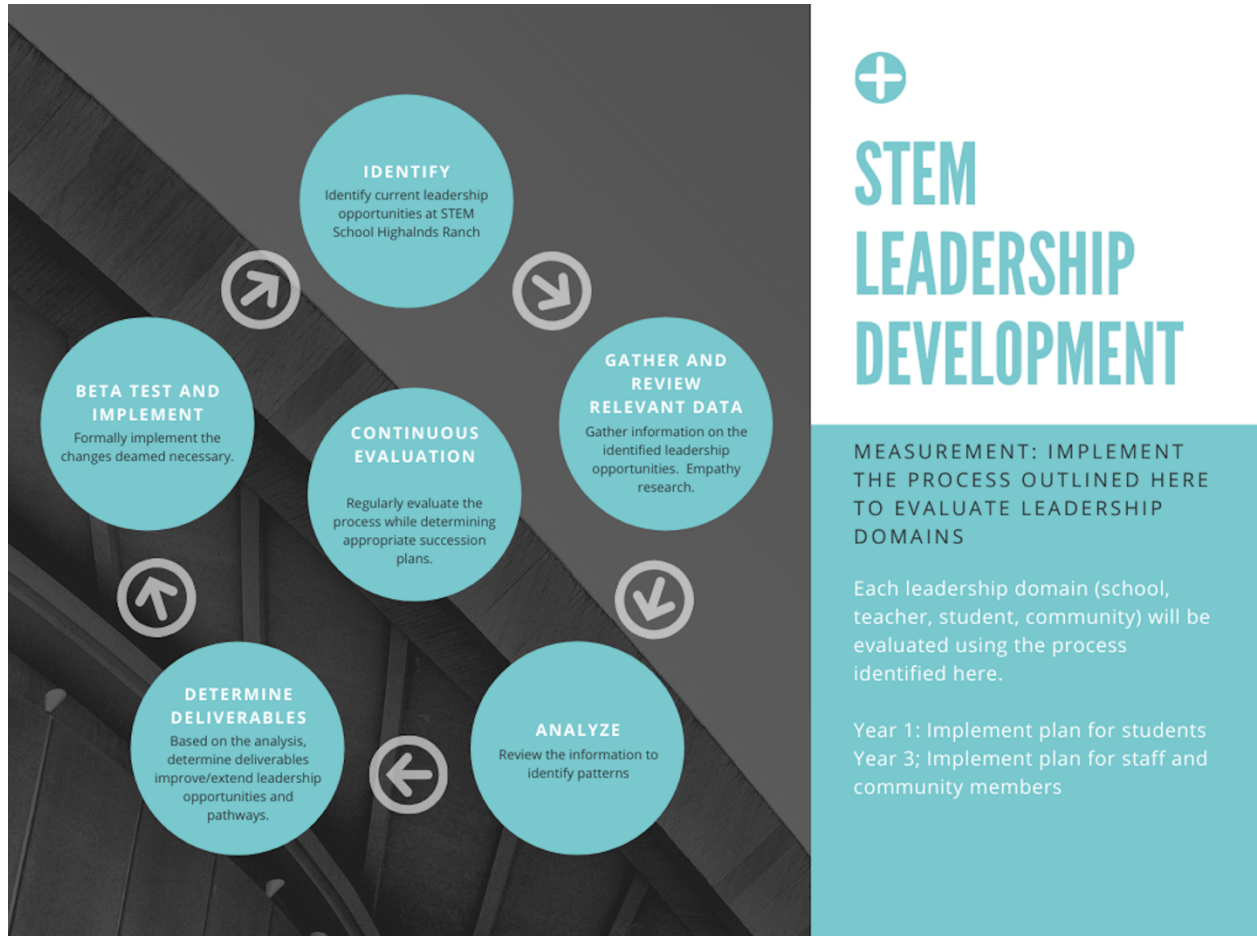 STEM
LEADERSHIP
DEVELOPMENT
MEASUREMENT: IMPLEMENT
THE PROCESS OUTLINED HERE
TO EVALUATE LEADERSHIP
DOMAINS
Each leadership domain (school,
teacher, student, community) will be
evaluated using the process
identified here.
Year 1: Implement plan for students
Year 3; Implement plan for staff and
community members
IDENTIFY
Identify current leadership
opportunities at STEM
School Highalnds Ranch
GATHER AND
REVIEW
RELEVANT DATA
Gather information on the
identified leadership
opportunities. Empathy
research.
ANALYZE
Review the information to
identify patterns
DETERMINE
DELIVERABLES
Based on the analysis,
determine deliverables
improve/extend leadership
opportunities and
pathways.
BETA TEST AND
IMPLEMENT
Formally implement the
changes deamed necessary.
CONTINUOUS
EVALUATION
Regularly evaluate the
process while determining
appropriate succession
plans.